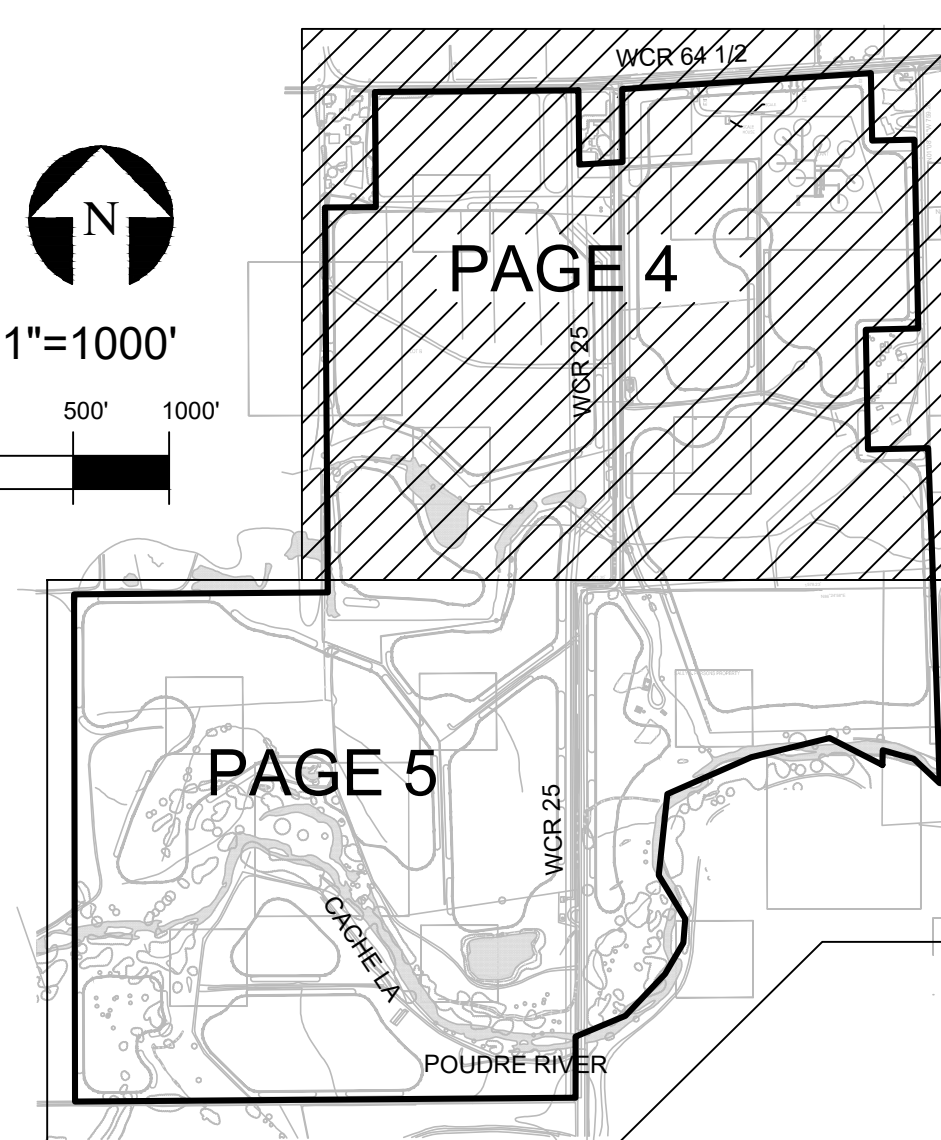 WCR 64 1/2
N
PAGE 4
1"=1000'
WCR 25
500' 1000'
PAGE 5
WCR 25
CACHE LA
POUDRE RIVER